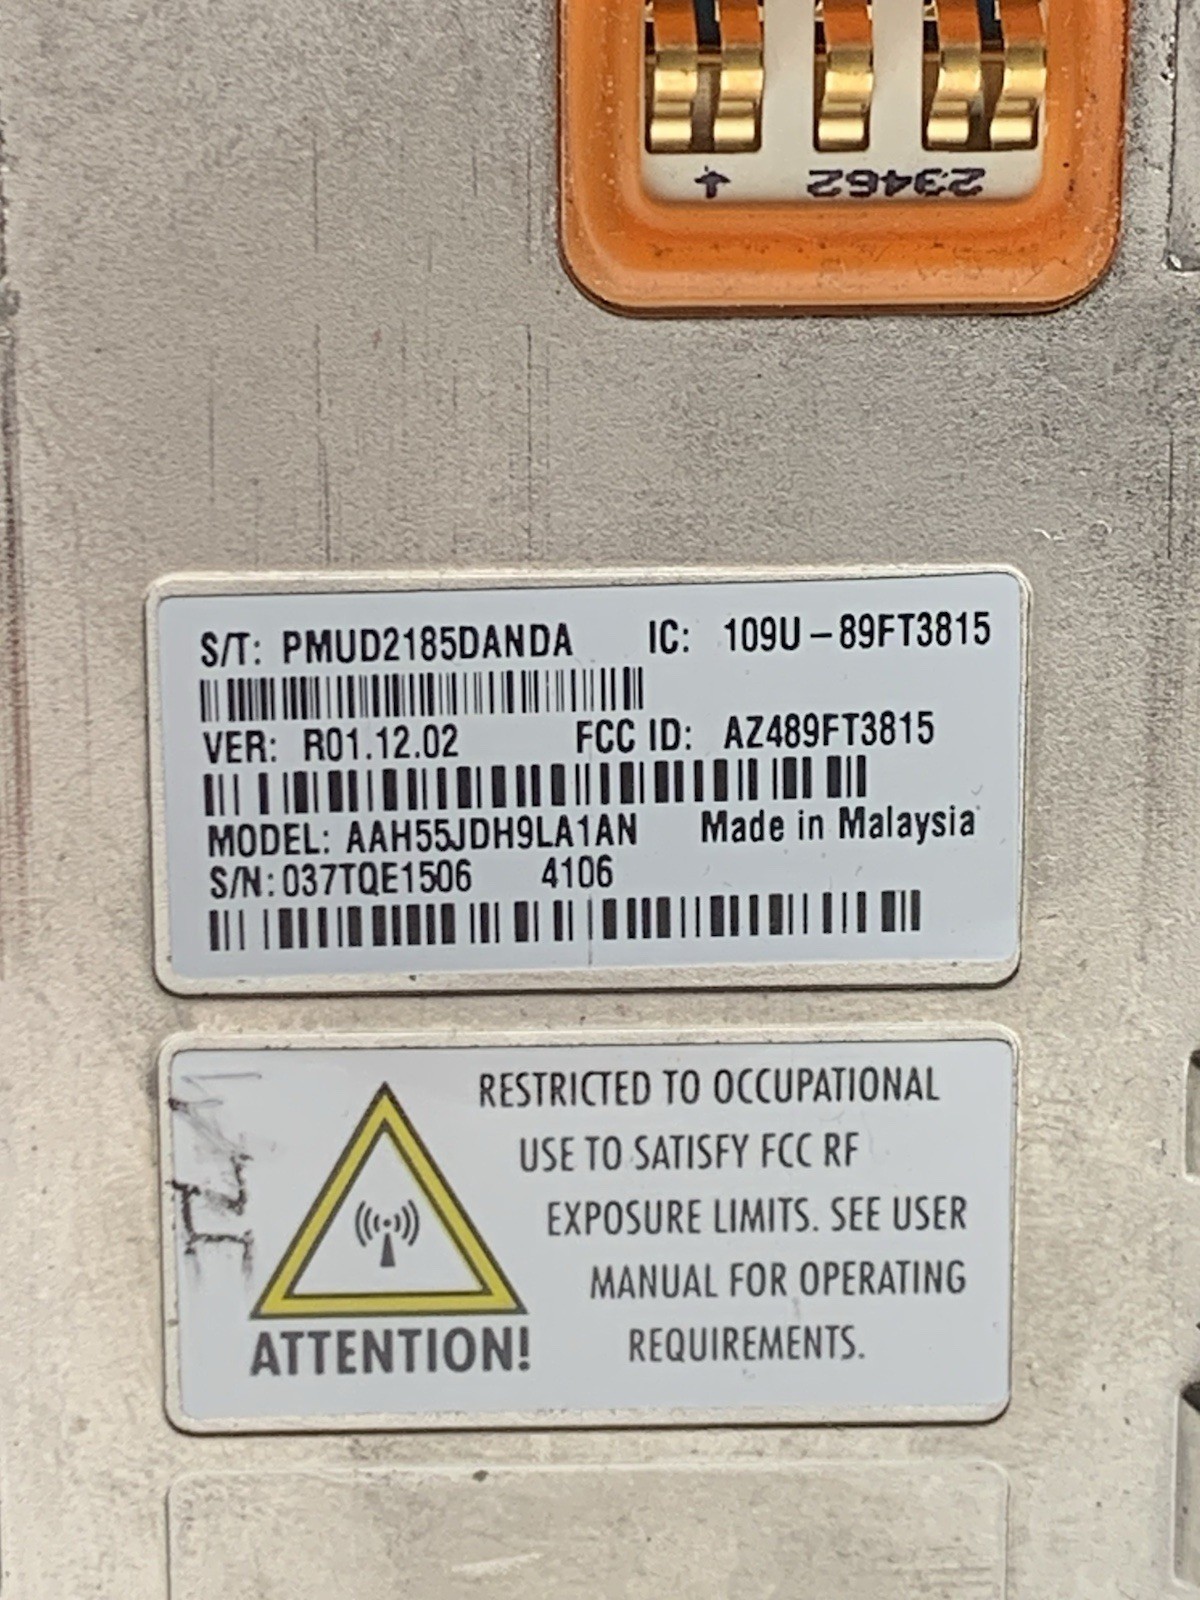 23462
S/T: PMUD2185DANDA IC: 109U-89FT3815
VER: R01.12.02 FCC ID: AZ489FT3815
MODEL: AAH55JDH9LA1AN Made in Malaysia
S/N: 037TQE1506 4106
RESTRICTED TO OCCUPATIONAL
USE TO SATISFY FCC RF
EXPOSURE LIMITS. SEE USER
MANUAL FOR OPERATING
REQUIREMENTS.
ATTENTION!